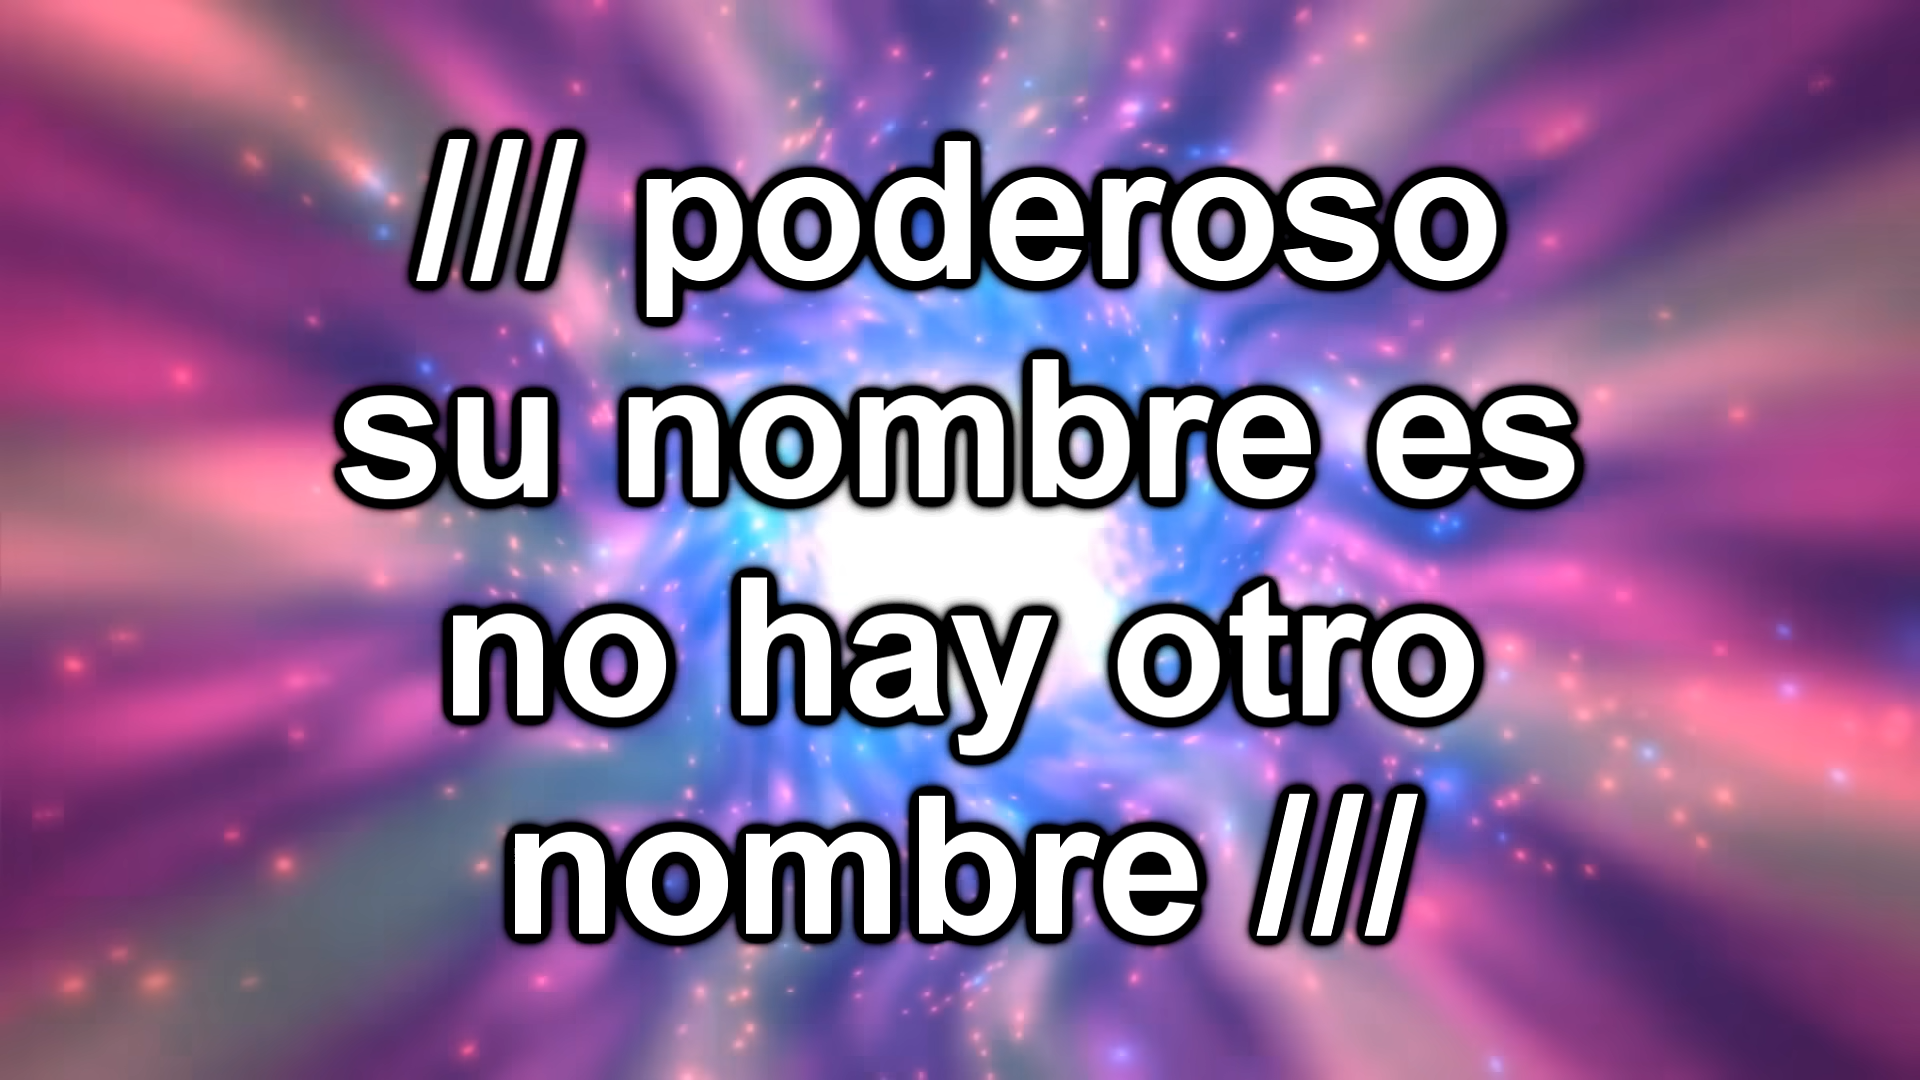 /// poderoso
su nombre es
no hay otro
nombre ///